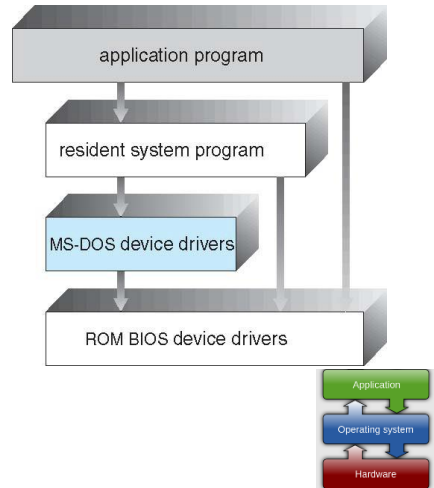 application program
resident system program
MS-DOS device drivers
ROM BIOS device drivers
Application
Operating system
Hardware